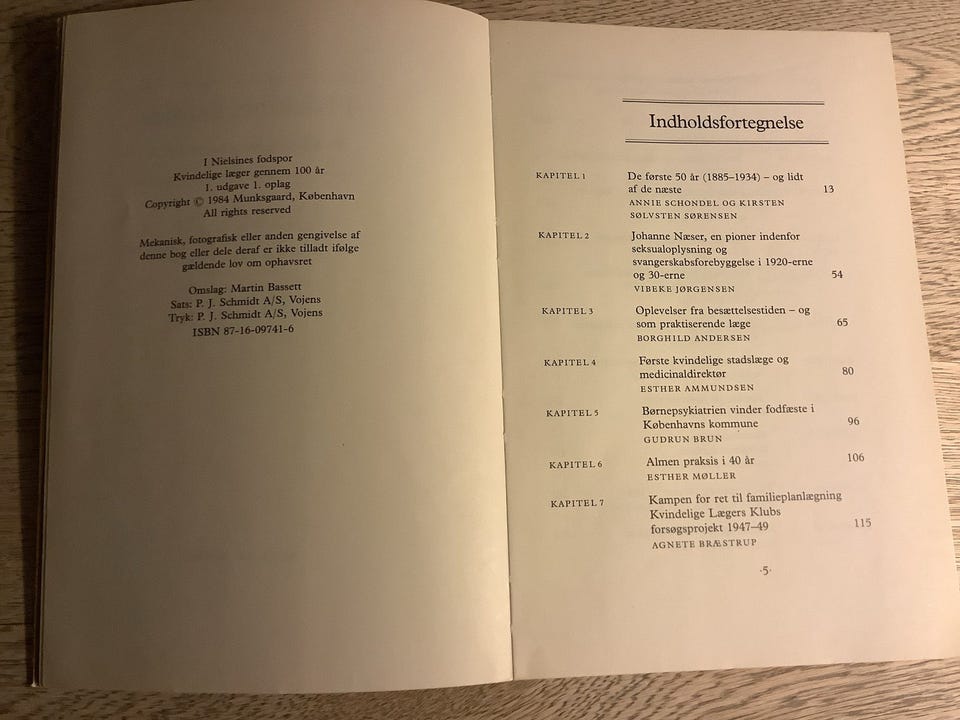 I Nielsines fodspor
Kvindelige læger gennem 100 år
1. udgave 1. oplag
Copyright © 1984 Munksgaard, København
All rights reserved
Mekanisk, fotografisk eller anden gengivelse af
denne bog eller dele deraf er ikke tilladt ifølge
gældende lov om ophavsret
Omslag: Martin Bassett
Sats: P. J. Schmidt A/S, Vojens
Tryk: P. J. Schmidt A/S, Vojens
ISBN 87-16-09741-6
Indholdsfortegnelse
KAPITEL 1 De første 50 år (1885–1934) – og lidt
af de næste 13
ANNIE SCHONDEL OG KIRSTEN
SØLVSTEN SØRENSEN
KAPITEL 2 Johanne Næser, en pioner indenfor
seksualoplysning og
svangerskabsforebyggelse i 1920-erne
og 30-erne 54
VIBEKE JØRGENSEN
KAPITEL 3 Oplevelser fra besættelsestiden – og
som praktiserende læge 65
BORGHILD ANDERSEN
KAPITEL 4 Første kvindelige stadslæge og
medicinaldirektør 80
ESTHER AMMUNDSEN
KAPITEL 5 Børnepsykiatrien vinder fodfæste i
Københavns kommune 96
GUDRUN BRUN
KAPITEL 6 Almen praksis i 40 år 106
ESTHER MØLLER
KAPITEL 7 Kampen for ret til familieplanlægning
Kvindelige Lægers Klubs
forsøgsprojekt 1947–49 115
AGNETE BRÆSTRUP
·5·